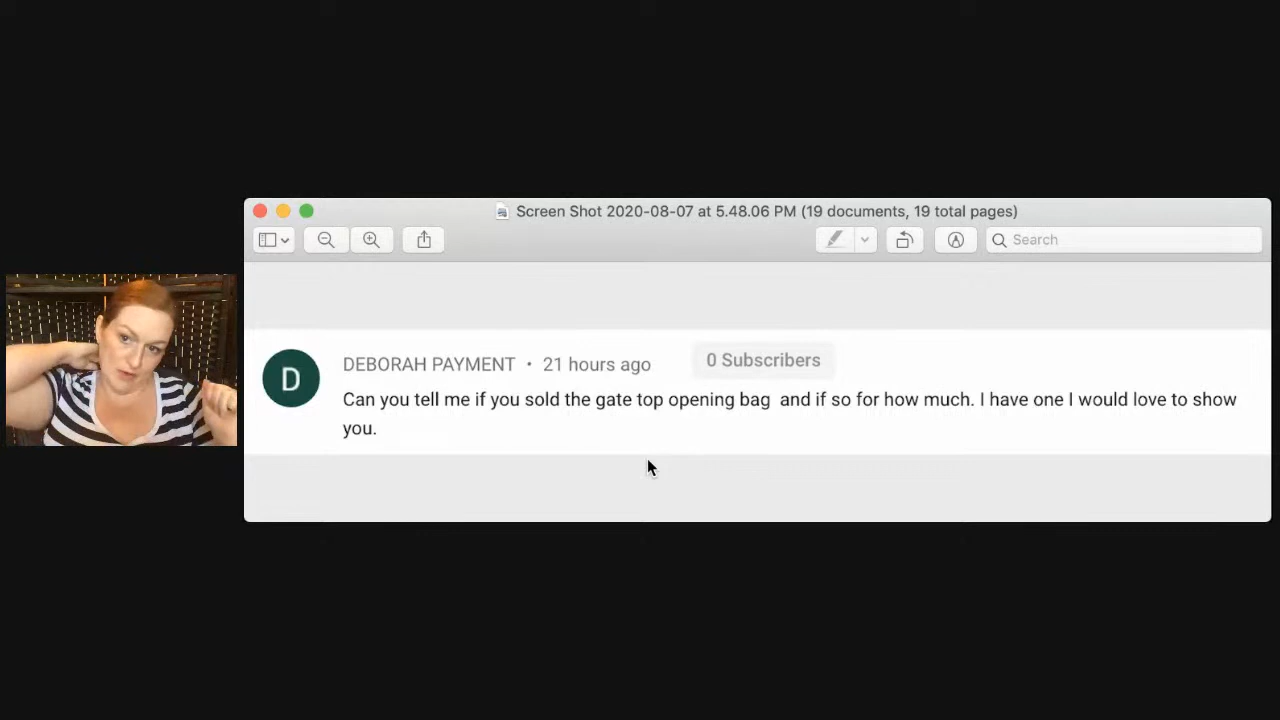 Screen Shot 2020-08-07 at 5.48.06 PM (19 documents, 19 total pages)
Search
D
DEBORAH PAYMENT • 21 hours ago
0 Subscribers
Can you tell me if you sold the gate top opening bag  and if so for how much. I have one I would love to show
you.